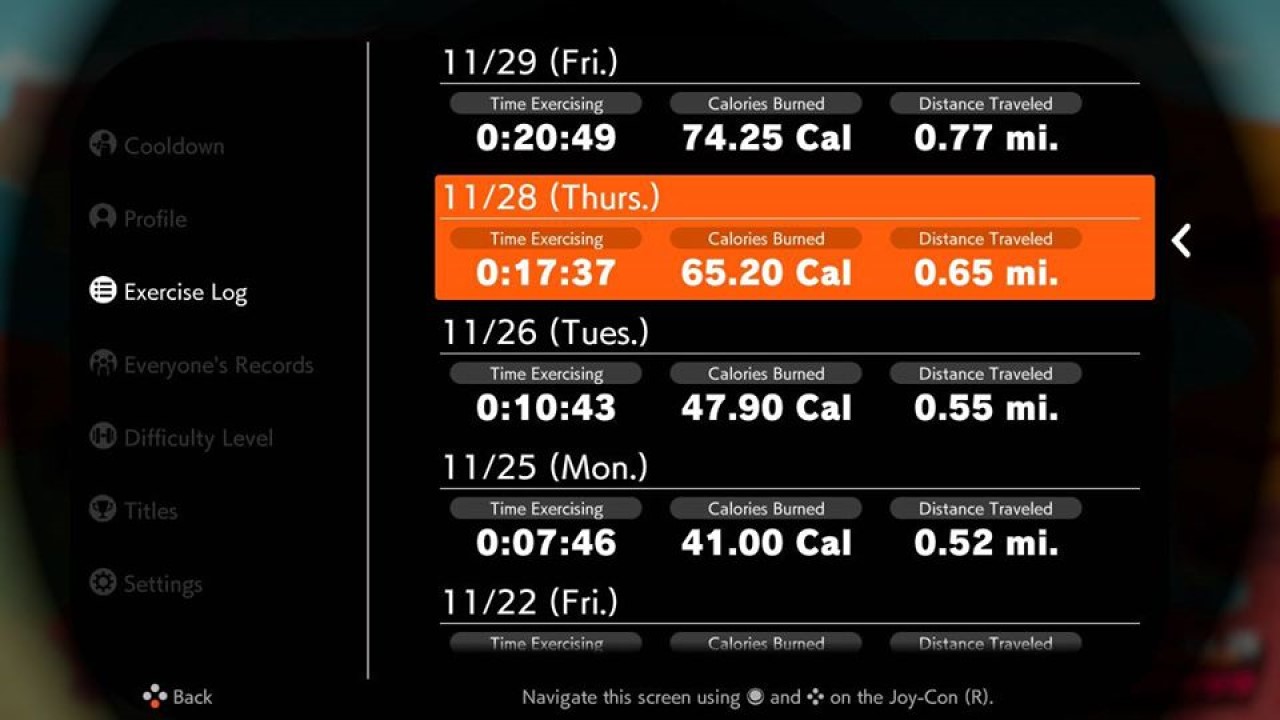 11/29 (Fri.)
Time Exercising Calories Burned Distance Traveled
0:20:49 74.25 Cal 0.77 mi.
11/28 (Thurs.)
Time Exercising Calories Burned Distance Traveled
0:17:37 65.20 Cal 0.65 mi.
11/26 (Tues.)
Time Exercising Calories Burned Distance Traveled
0:10:43 47.90 Cal 0.55 mi.
11/25 (Mon.)
Time Exercising Calories Burned Distance Traveled
0:07:46 41.00 Cal 0.52 mi.
11/22 (Fri.)
Time Exercising Calories Burned Distance Traveled
Cooldown
Profile
Exercise Log
Everyone's Records
Difficulty Level
Titles
Settings
Back
Navigate this screen using and on the Joy-Con (R).